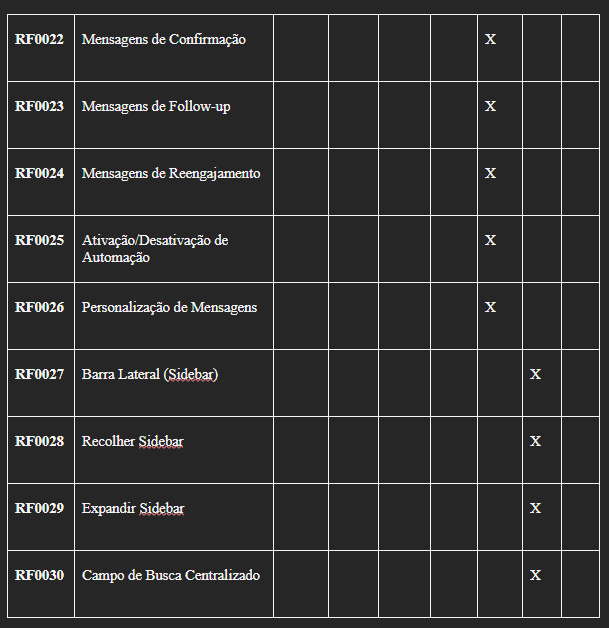 RF0022 Mensagens de Confirmação X
RF0023 Mensagens de Follow-up X
RF0024 Mensagens de Reengajamento X
RF0025 Ativação/Desativação de Automação X
RF0026 Personalização de Mensagens X
RF0027 Barra Lateral (Sidebar) X
RF0028 Recolher Sidebar X
RF0029 Expandir Sidebar X
RF0030 Campo de Busca Centralizado X